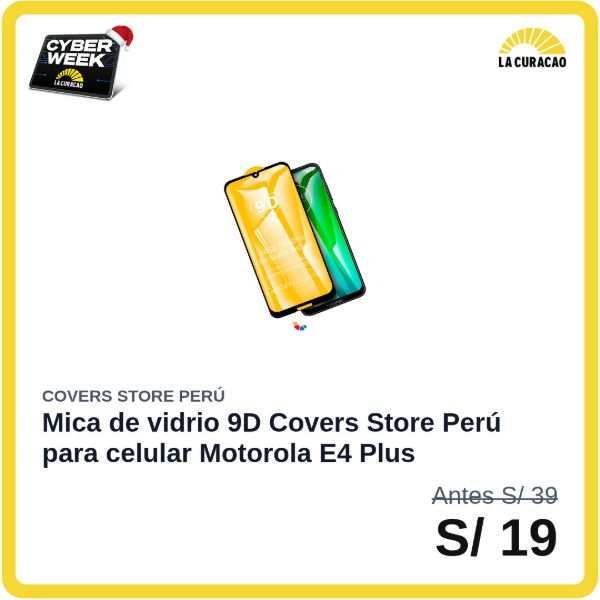 CYBER
WEEK
LA CURACAO
LA CURACAO
9D
COVERS STORE PERÚ
Mica de vidrio 9D Covers Store Perú
para celular Motorola E4 Plus
Antes S/ 39
S/ 19